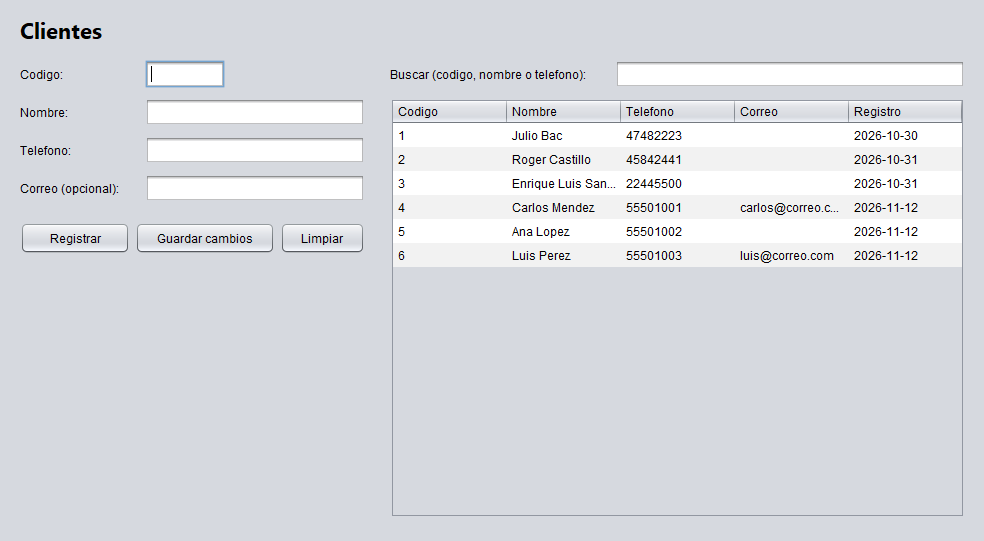 Clientes
Codigo:
Nombre:
Telefono:
Correo (opcional):
Registrar Guardar cambios Limpiar
Buscar (codigo, nombre o telefono):
Codigo Nombre Telefono Correo Registro
1 Julio Bac 47482223 2026-10-30
2 Roger Castillo 45842441 2026-10-31
3 Enrique Luis San... 22445500 2026-10-31
4 Carlos Mendez 55501001 carlos@correo.c... 2026-11-12
5 Ana Lopez 55501002 2026-11-12
6 Luis Perez 55501003 luis@correo.com 2026-11-12